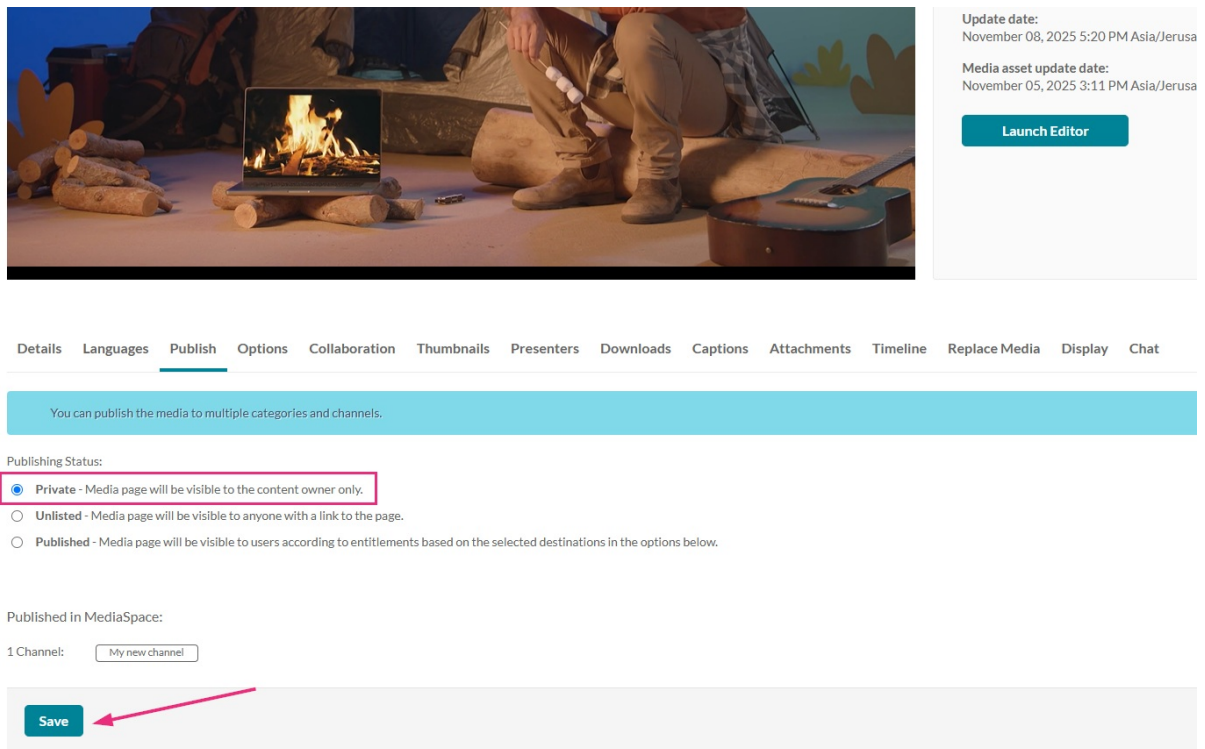 Update date:
November 08, 2025 5:20 PM Asia/Jerusa
Media asset update date:
November 05, 2025 3:11 PM Asia/Jerusa
Launch Editor
Details Languages Publish Options Collaboration Thumbnails Presenters Downloads Captions Attachments Timeline Replace Media Display Chat
You can publish the media to multiple categories and channels.
Publishing Status:
Private - Media page will be visible to the content owner only.
Unlisted - Media page will be visible to anyone with a link to the page.
Published - Media page will be visible to users according to entitlements based on the selected destinations in the options below.
Published in MediaSpace:
1 Channel: My new channel
Save